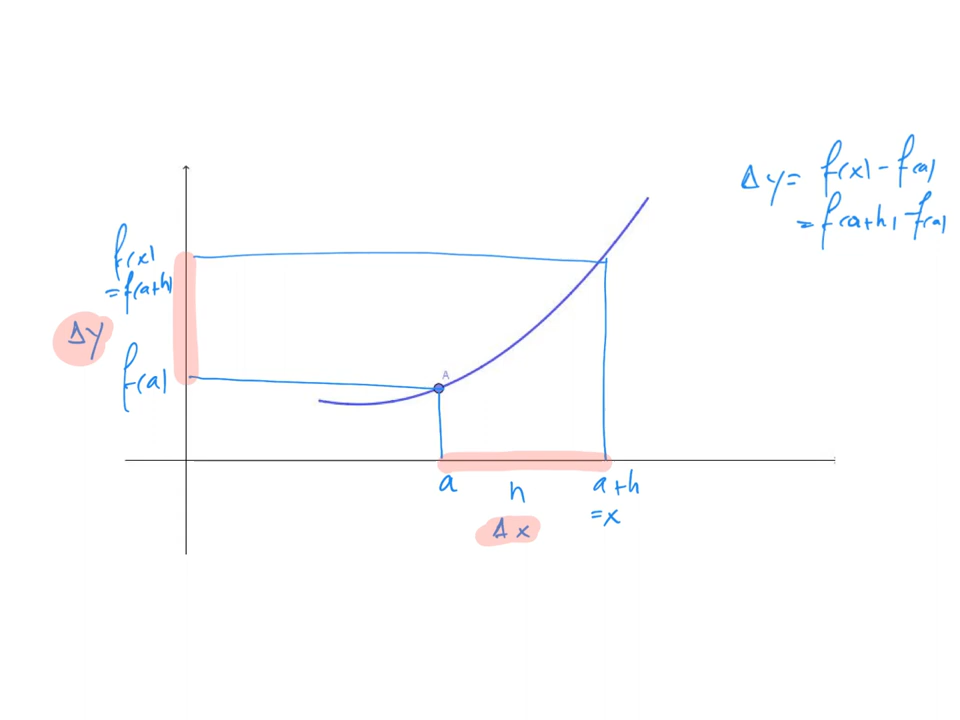 Δy = f(x) - f(a)
= f(a+h) - f(a)
f(x)
= f(a+h)
Δy
f(a)
A
a h a+h
= x
Δx